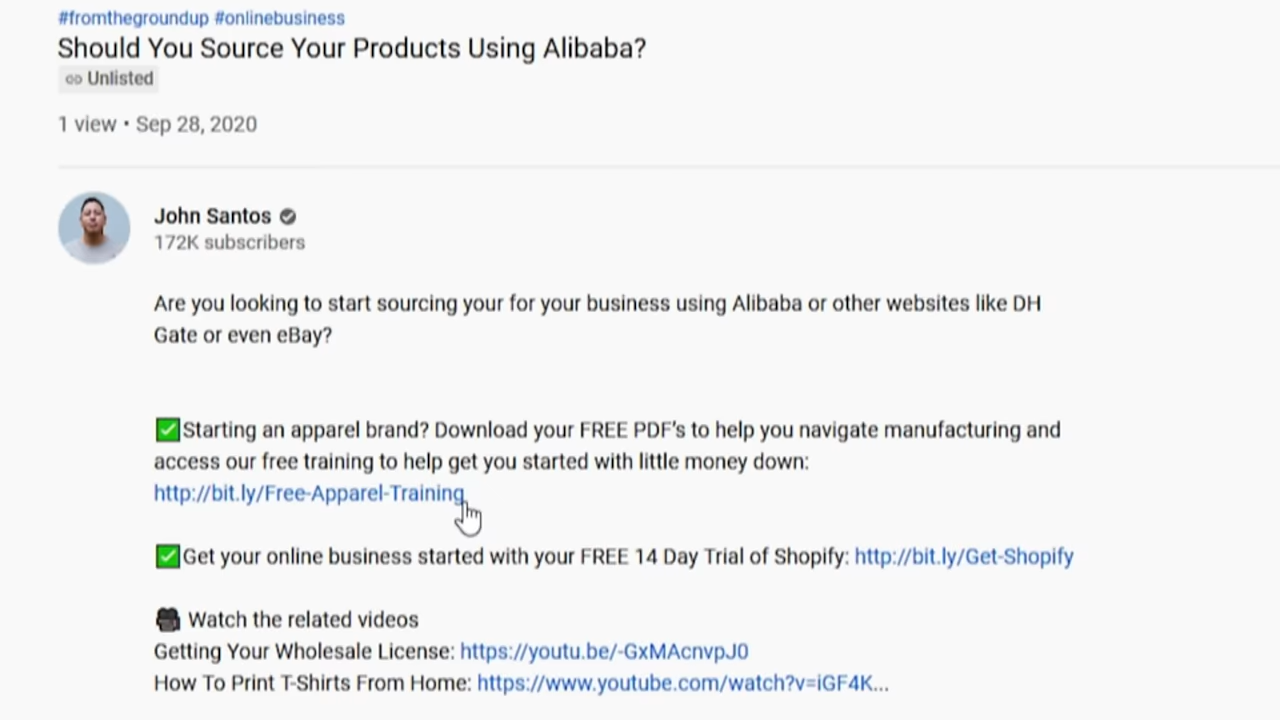 #fromthegroundup #onlinebusiness
Should You Source Your Products Using Alibaba?
Unlisted
1 view • Sep 28, 2020
John Santos
172K subscribers
Are you looking to start sourcing your for your business using Alibaba or other websites like DH
Gate or even eBay?
✅Starting an apparel brand? Download your FREE PDF's to help you navigate manufacturing and
access our free training to help get you started with little money down:
http://bit.ly/Free-Apparel-Training
✅Get your online business started with your FREE 14 Day Trial of Shopify: http://bit.ly/Get-Shopify
🎥 Watch the related videos
Getting Your Wholesale License: https://youtu.be/-GxMAcnvpJ0
How To Print T-Shirts From Home: https://www.youtube.com/watch?v=iGF4K...